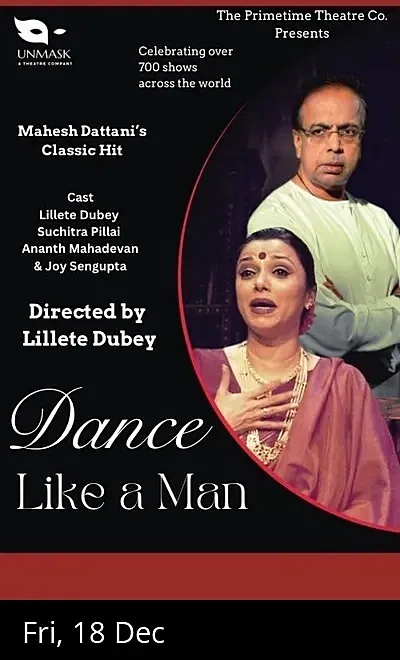 The Primetime Theatre Co.
Presents
UNMASK
A THEATRE COMPANY
Celebrating over
700 shows
across the world
Mahesh Dattani's
Classic Hit
Cast
Lillete Dubey
Suchitra Pillai
Ananth Mahadevan
& Joy Sengupta
Directed by
Lillete Dubey
Dance
Like a Man
Fri, 18 Dec